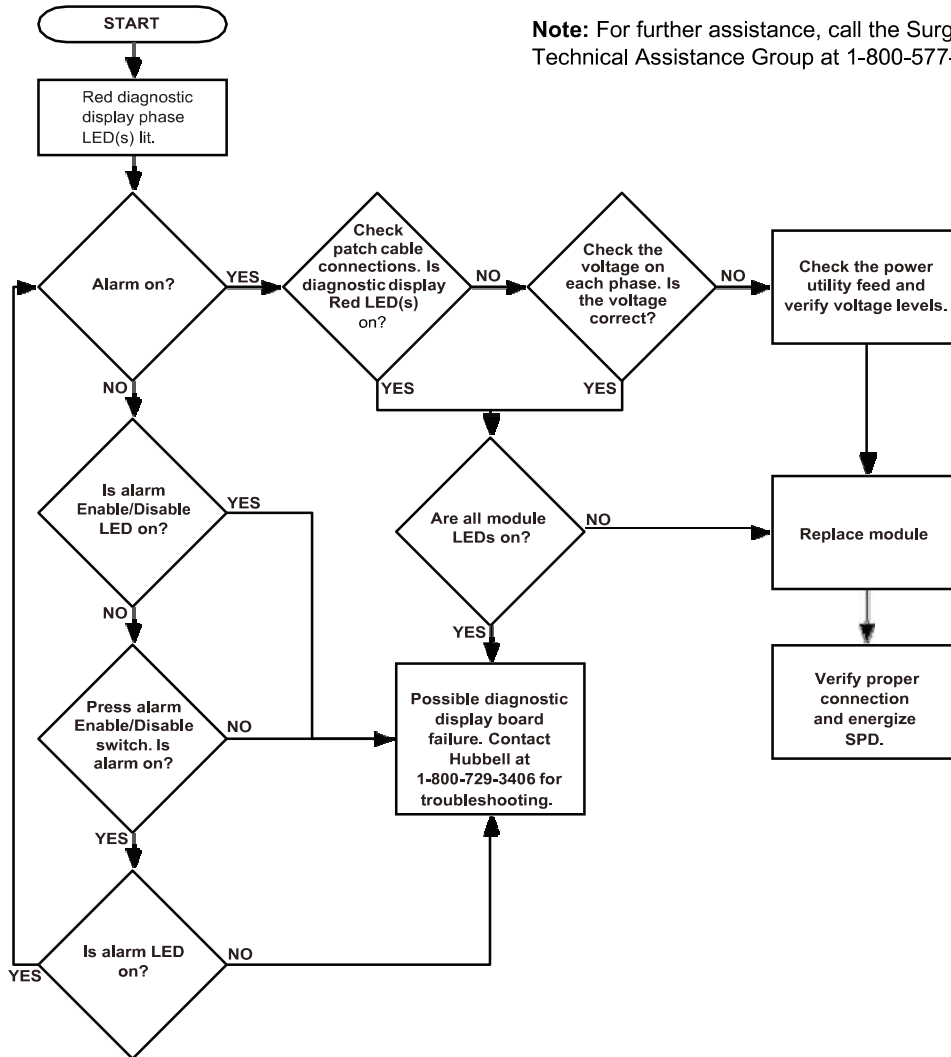 START
Note: For further assistance, call the Surg
Technical Assistance Group at 1-800-577-
Red diagnostic
display phase
LED(s) lit.
Alarm on?
YES
Check
patch cable
connections. Is
diagnostic display
Red LED(s)
on?
NO
Check the
voltage on
each phase. Is
the voltage
correct?
NO
Check the power
utility feed and
verify voltage levels.
NO
YES
YES
Is alarm
Enable/Disable
LED on?
YES
Are all module
LEDs on?
NO
Replace module
NO
YES
Press alarm
Enable/Disable
switch. Is
alarm on?
NO
Possible diagnostic
display board
failure. Contact
Hubbell at
1-800-729-3406 for
troubleshooting.
Verify proper
connection
and energize
SPD.
YES
Is alarm LED
on?
NO
YES